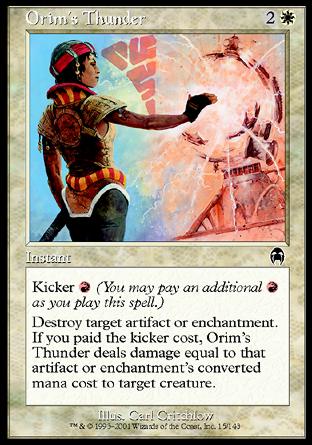 Orim's Thunder 2
Instant
Kicker (You may pay an additional
as you play this spell.)
Destroy target artifact or enchantment.
If you paid the kicker cost, Orim's
Thunder deals damage equal to that
artifact or enchantment's converted
mana cost to target creature.
Illus. Carl Critchlow
™ & © 1993-2001 Wizards of the Coast, Inc. 15/143